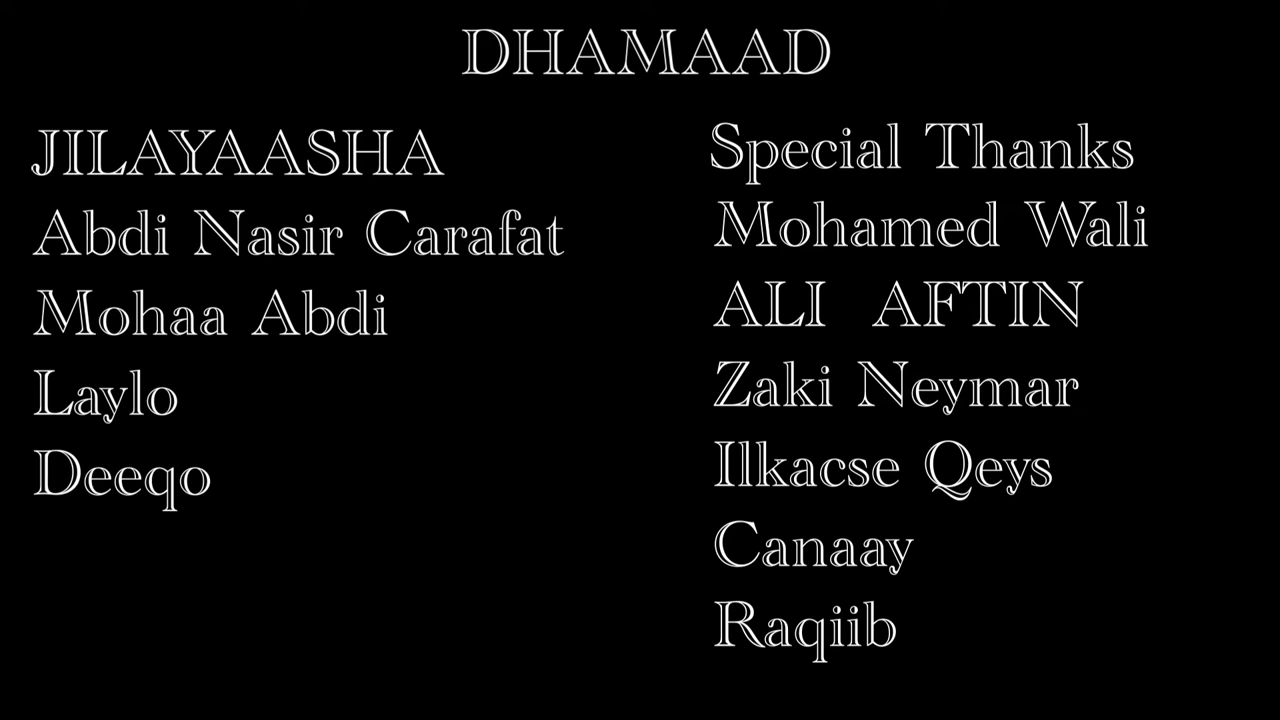 DHAMAAD
JILAYAASHA
Abdi Nasir Carafat
Mohaa Abdi
Laylo
Deeqo
Special Thanks
Mohamed Wali
ALI AFTIN
Zaki Neymar
Ilkacse Qeys
Canaay
Raqiib